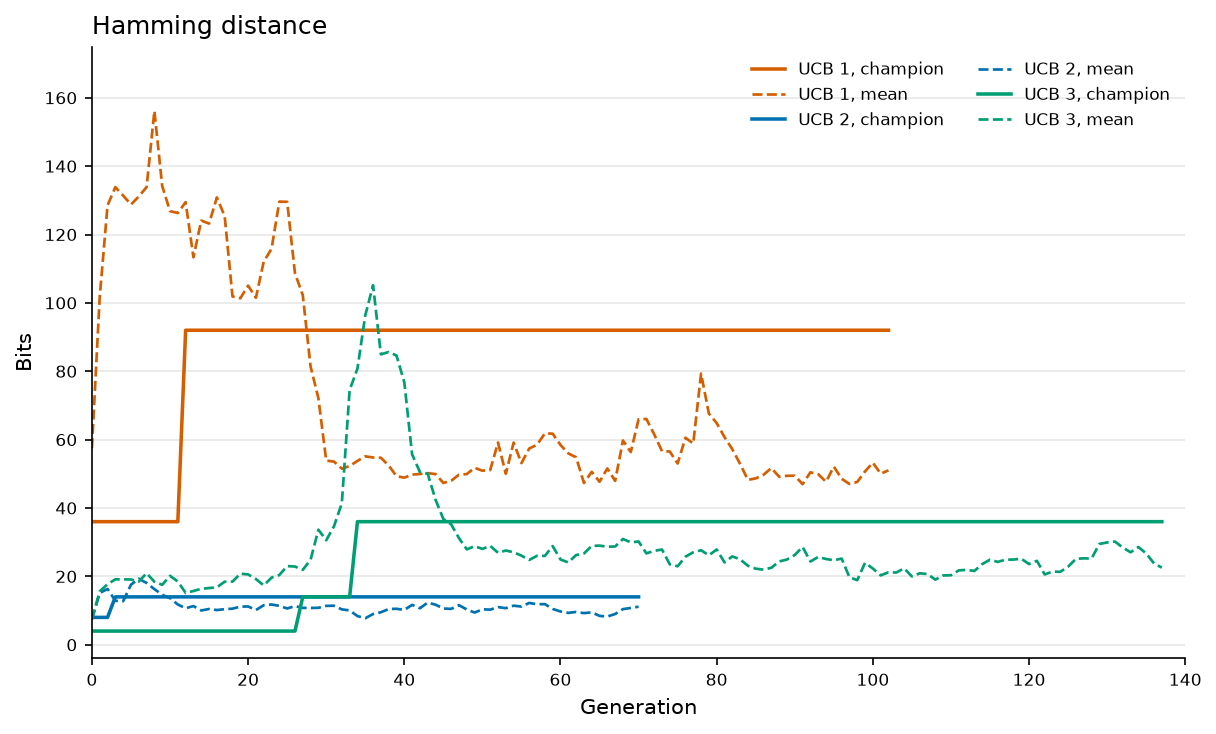 Hamming distance
UCB 1, champion
UCB 1, mean
UCB 2, champion
UCB 2, mean
UCB 3, champion
UCB 3, mean
Bits
160
140
120
100
80
60
40
20
0
0 20 40 60 80 100 120 140
Generation